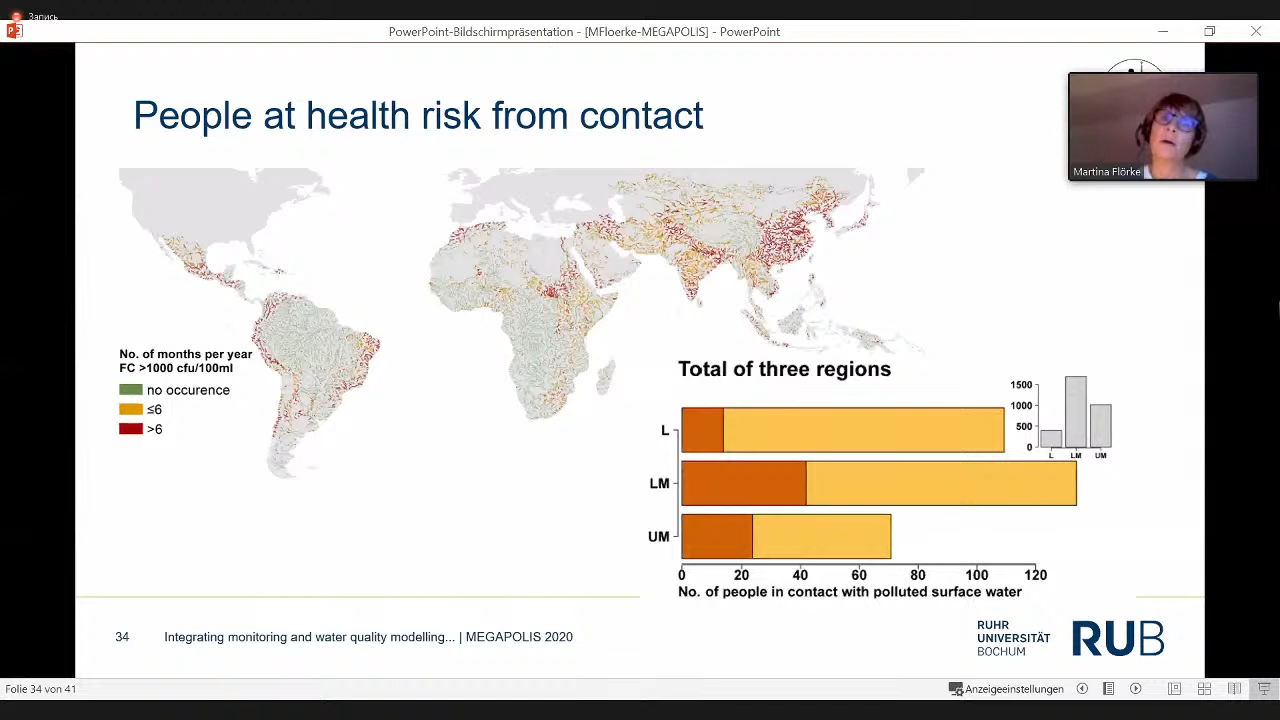 Запись
PowerPoint-Bildschirmpräsentation - [MFloerke-MEGAPOLIS] - PowerPoint
People at health risk from contact
Martina Flörke
No. of months per year
FC >1000 cfu/100ml
no occurence
≤6
>6
Total of three regions
1500
1000
500
0
L LM UM
L
LM
UM
0 20 40 60 80 100 120
No. of people in contact with polluted surface water
34 Integrating monitoring and water quality modelling... | MEGAPOLIS 2020
RUHR
UNIVERSITÄT
BOCHUM
RUB
Folie 34 von 41
Anzeigeeinstellungen